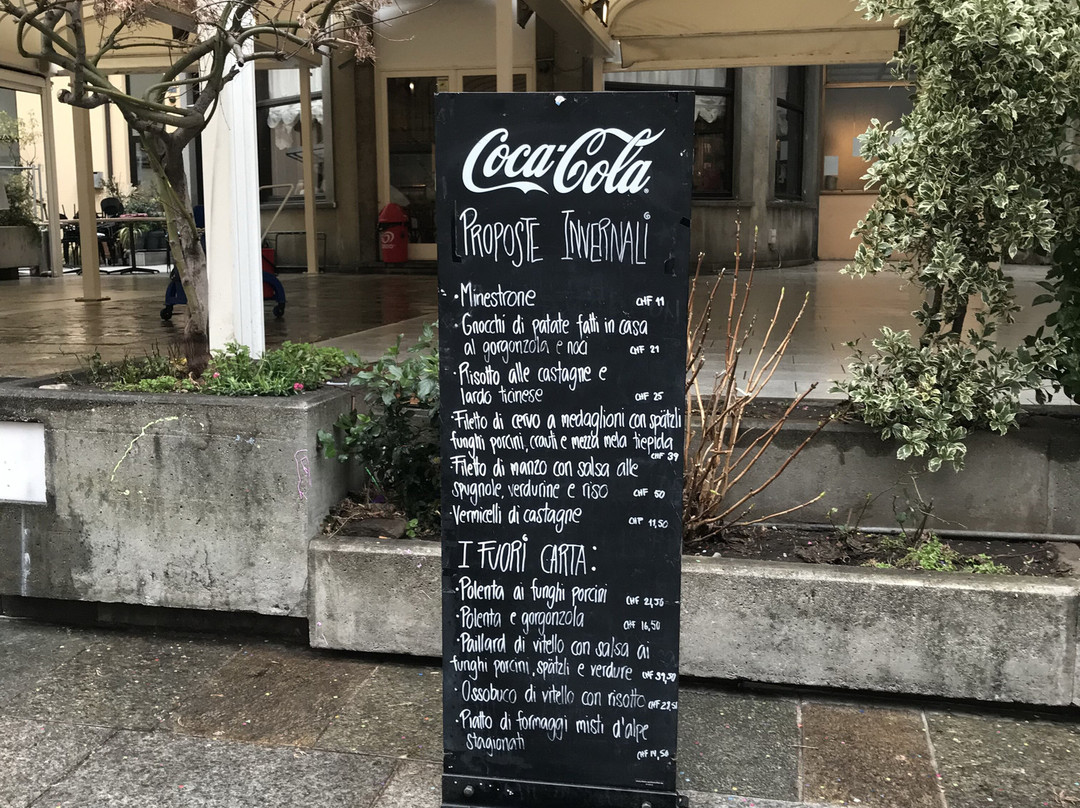 Coca-Cola
PROPOSTE INVERNALI
·Minestrone CHF 11
·Gnocchi di patate fatti in casa
al gorgonzola e noci CHF 21
·Risotto alle castagne e
lardo ticinese CHF 25
·Filetto di cervo a medaglioni con spätzli
funghi porcini, crauti e mezza mela tiepida
CHF 39
Filetto di manzo con salsa alle
spugnole, verdurine e riso CHF 50
·Vermicelli di castagne CHF 11,50
I FUORI CARTA:
·Polenta ai funghi porcini CHF 21,50
·Polenta e gorgonzola CHF 16,50
·Paillard di vitello con salsa ai
funghi porcini, spätzli e verdure CHF 39,50
·Ossobuco di vitello con risotto CHF
·Piatto di formaggi misti d'alpe
stagionati CHF 14,50